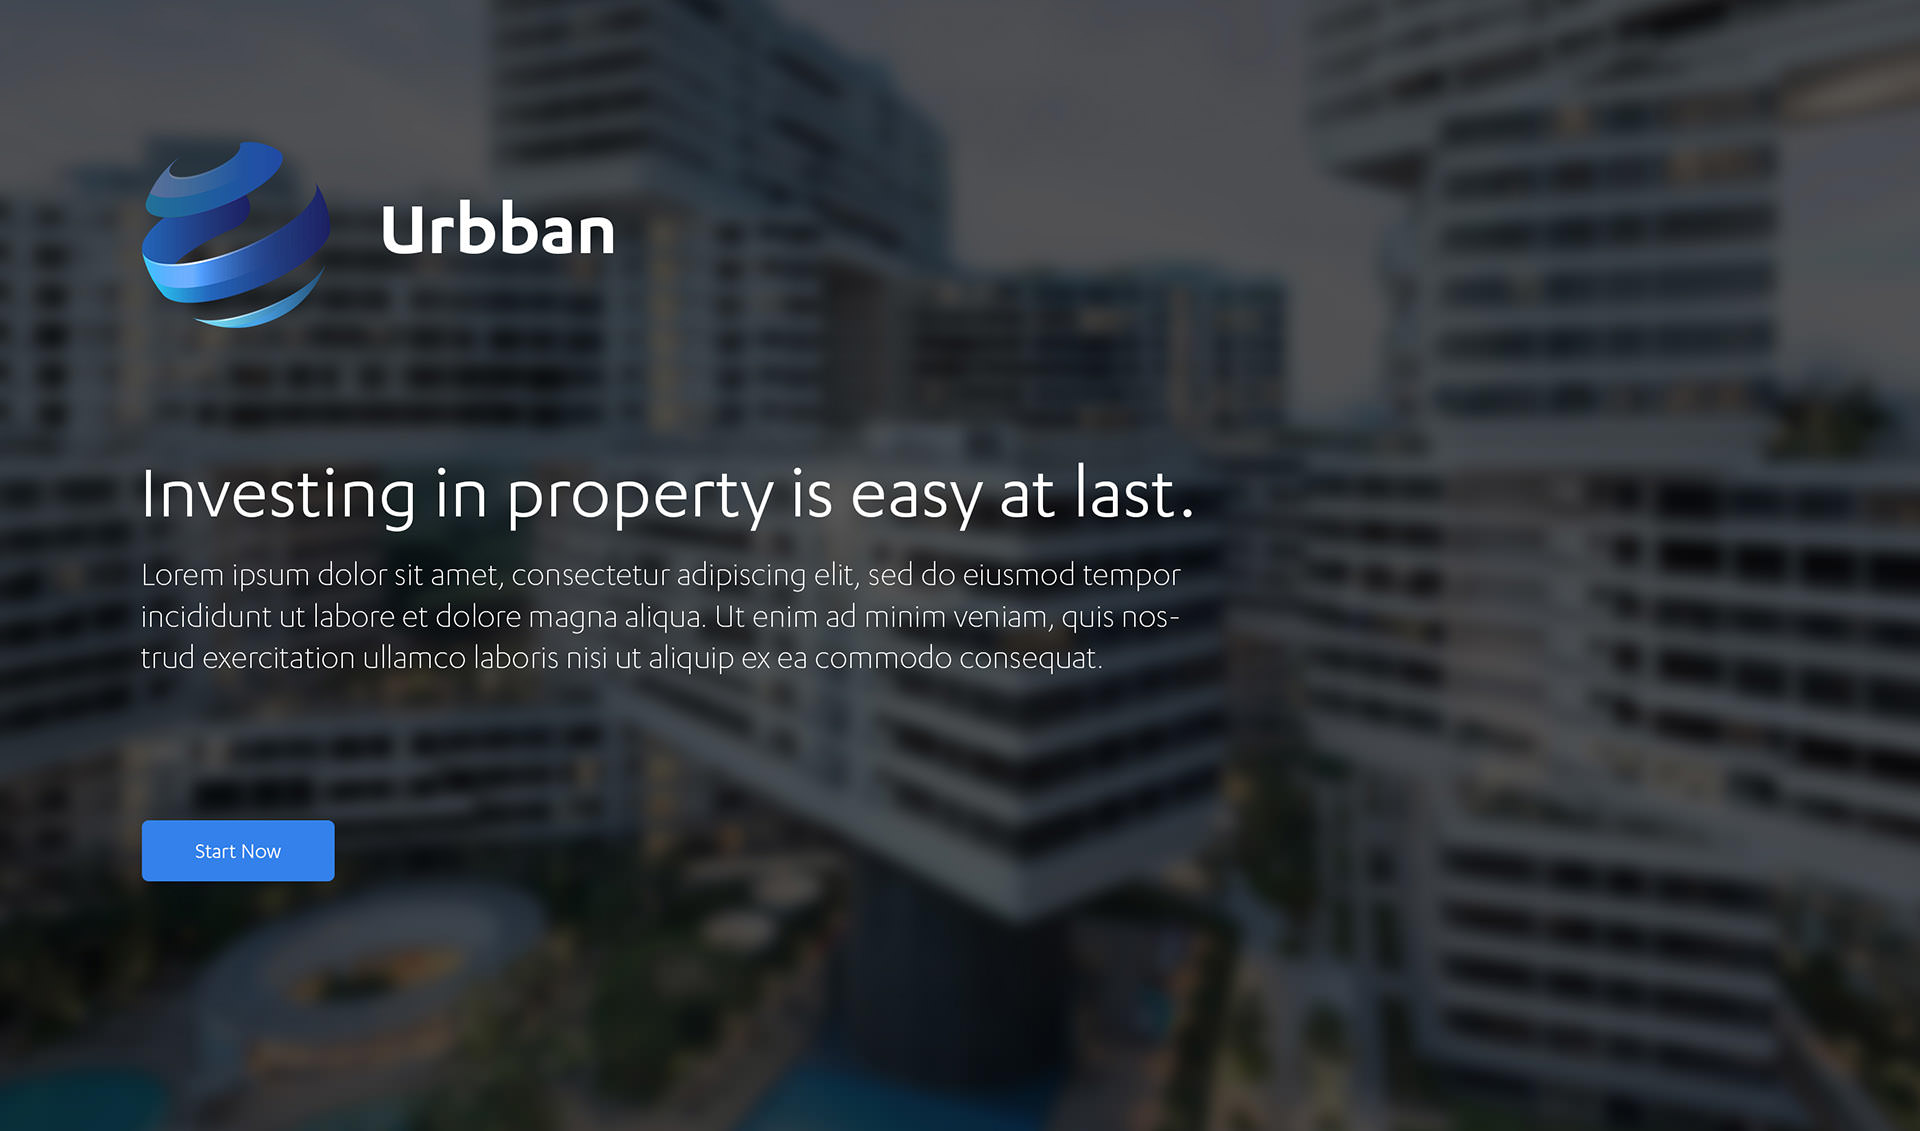 Urbban
Investing in property is easy at last.
Lorem ipsum dolor sit amet, consectetur adipiscing elit, sed do eiusmod tempor
incididunt ut labore et dolore magna aliqua. Ut enim ad minim veniam, quis nos-
trud exercitation ullamco laboris nisi ut aliquip ex ea commodo consequat.
Start Now